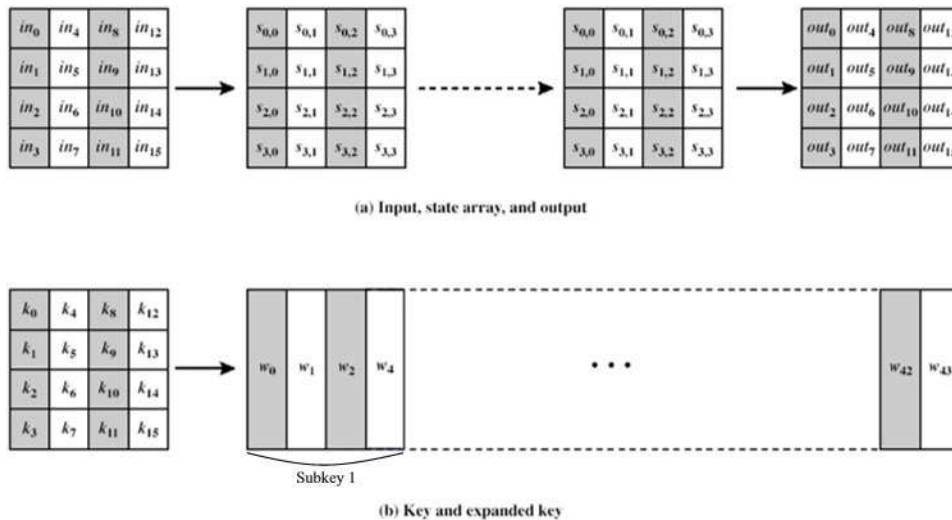 in₀ in₄ in₈ in₁₂ s₀,₀ s₀,₁ s₀,₂ s₀,₃ s₀,₀ s₀,₁ s₀,₂ s₀,₃ out₀ out₄ out₈
in₁ in₅ in₉ in₁₃ s₁,₀ s₁,₁ s₁,₂ s₁,₃ s₁,₀ s₁,₁ s₁,₂ s₁,₃ out₁ out₅ out₉
in₂ in₆ in₁₀ in₁₄ s₂,₀ s₂,₁ s₂,₂ s₂,₃ s₂,₀ s₂,₁ s₂,₂ s₂,₃ out₂ out₆ out₁₀
in₃ in₇ in₁₁ in₁₅ s₃,₀ s₃,₁ s₃,₂ s₃,₃ s₃,₀ s₃,₁ s₃,₂ s₃,₃ out₃ out₇ out₁₁
(a) Input, state array, and output
k₀ k₄ k₈ k₁₂
k₁ k₅ k₉ k₁₃
w₀ w₁ w₂ w₄ • • • w₄₂ w₄₃
k₂ k₆ k₁₀ k₁₄
k₃ k₇ k₁₁ k₁₅
Subkey 1
(b) Key and expanded key